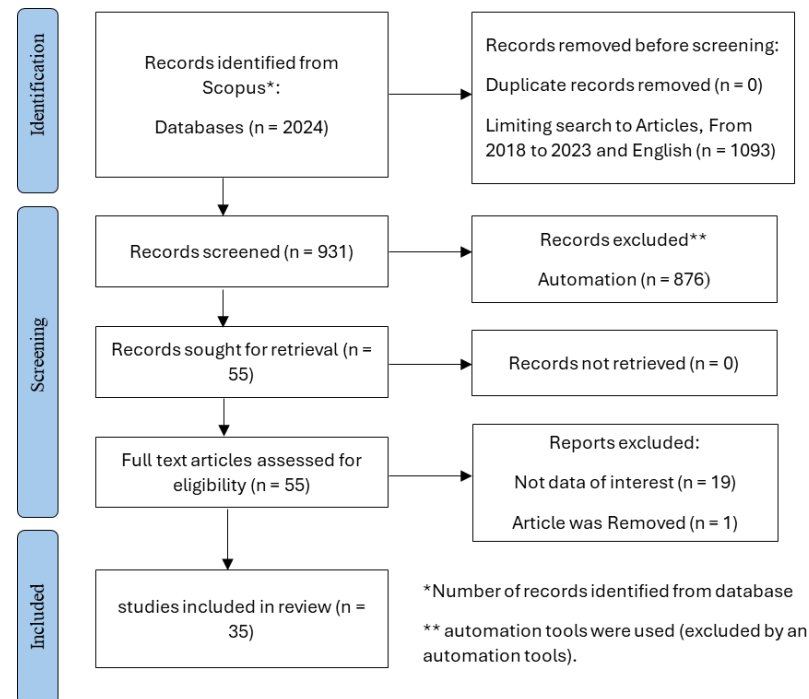 Identification
Records identified from
Scopus*:
Databases (n = 2024)
Records removed before screening:
Duplicate records removed (n = 0)
Limiting search to Articles, From
2018 to 2023 and English (n = 1093)
Screening
Records screened (n = 931)
Records excluded**
Automation (n = 876)
Records sought for retrieval (n =
55)
Records not retrieved (n = 0)
Full text articles assessed for
eligibility (n = 55)
Reports excluded:
Not data of interest (n = 19)
Article was Removed (n = 1)
Included
studies included in review (n =
35)
*Number of records identified from database
** automation tools were used (excluded by an
automation tools).